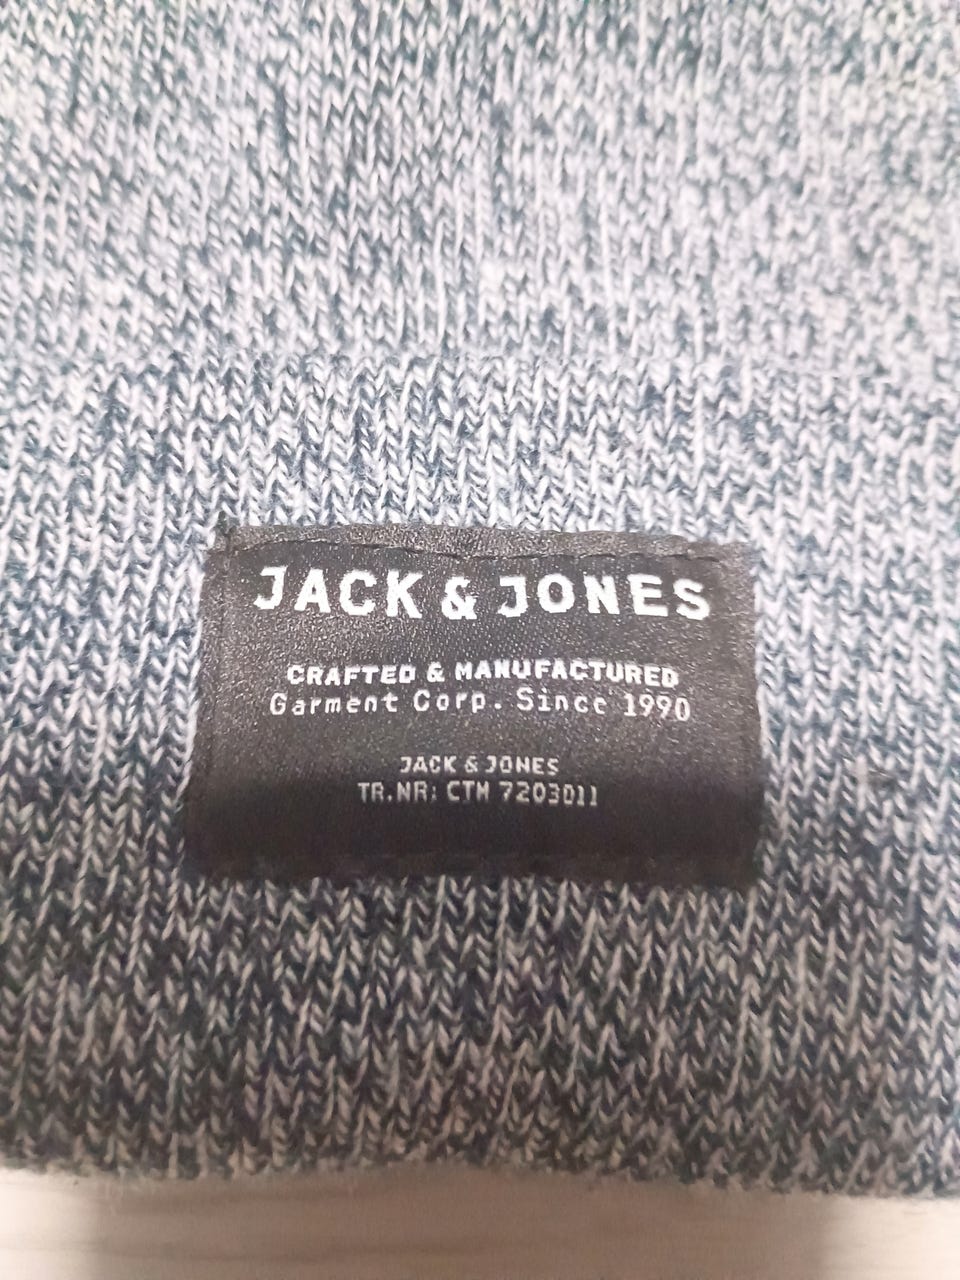 JACK & JONES
CRAFTED & MANUFACTURED
Garment Corp. Since 1990
JACK & JONES
TR.NR: CTM 7203011